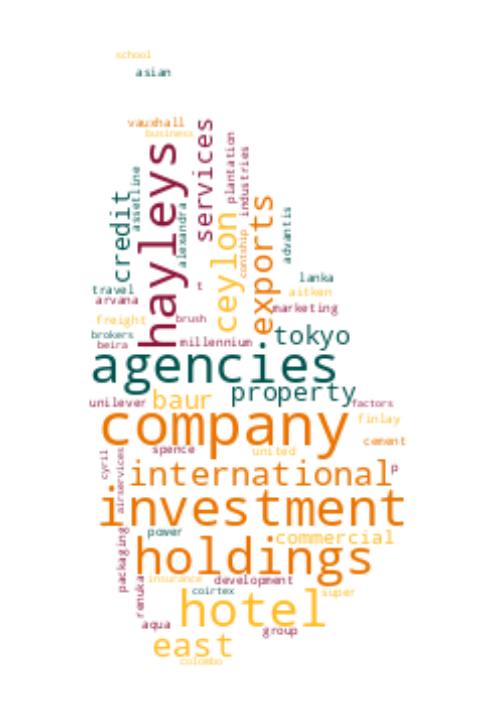 school
asian
vauxhall
business
hayleys
services
plantation
industries
assetline
credit
alexandra
ceylon
contship
exports
advantis
lanka
travel
t
aitken
arvana
marketing
freight
brush
brokers
tokyo
beira
millennium
agencies
property
unilever
baur
factors
company
finlay
cement
spence
united
cyril
airservices
international
p
investment
power
commercial
packaging
holdings
insurance
development
renuka
coirtex
super
hotel
aqua
group
east
colombo